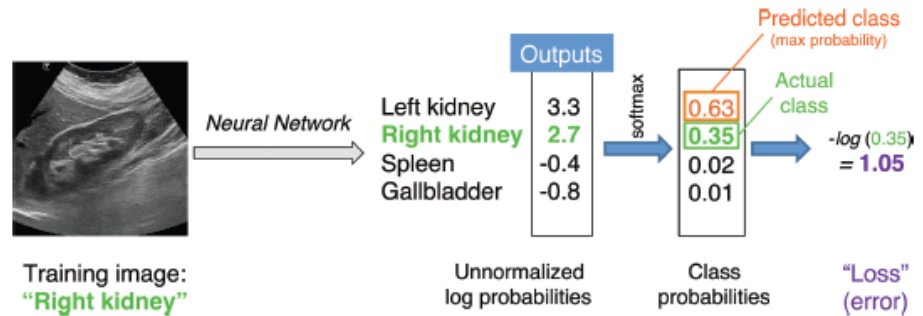 Predicted class
(max probability)
Outputs
Actual
class
softmax
Neural Network
Left kidney 3.3 0.63
Right kidney 2.7 0.35
Spleen -0.4 0.02
Gallbladder -0.8 0.01
-log (0.35)
= 1.05
Training image:
“Right kidney”
Unnormalized
log probabilities
Class
probabilities
“Loss”
(error)